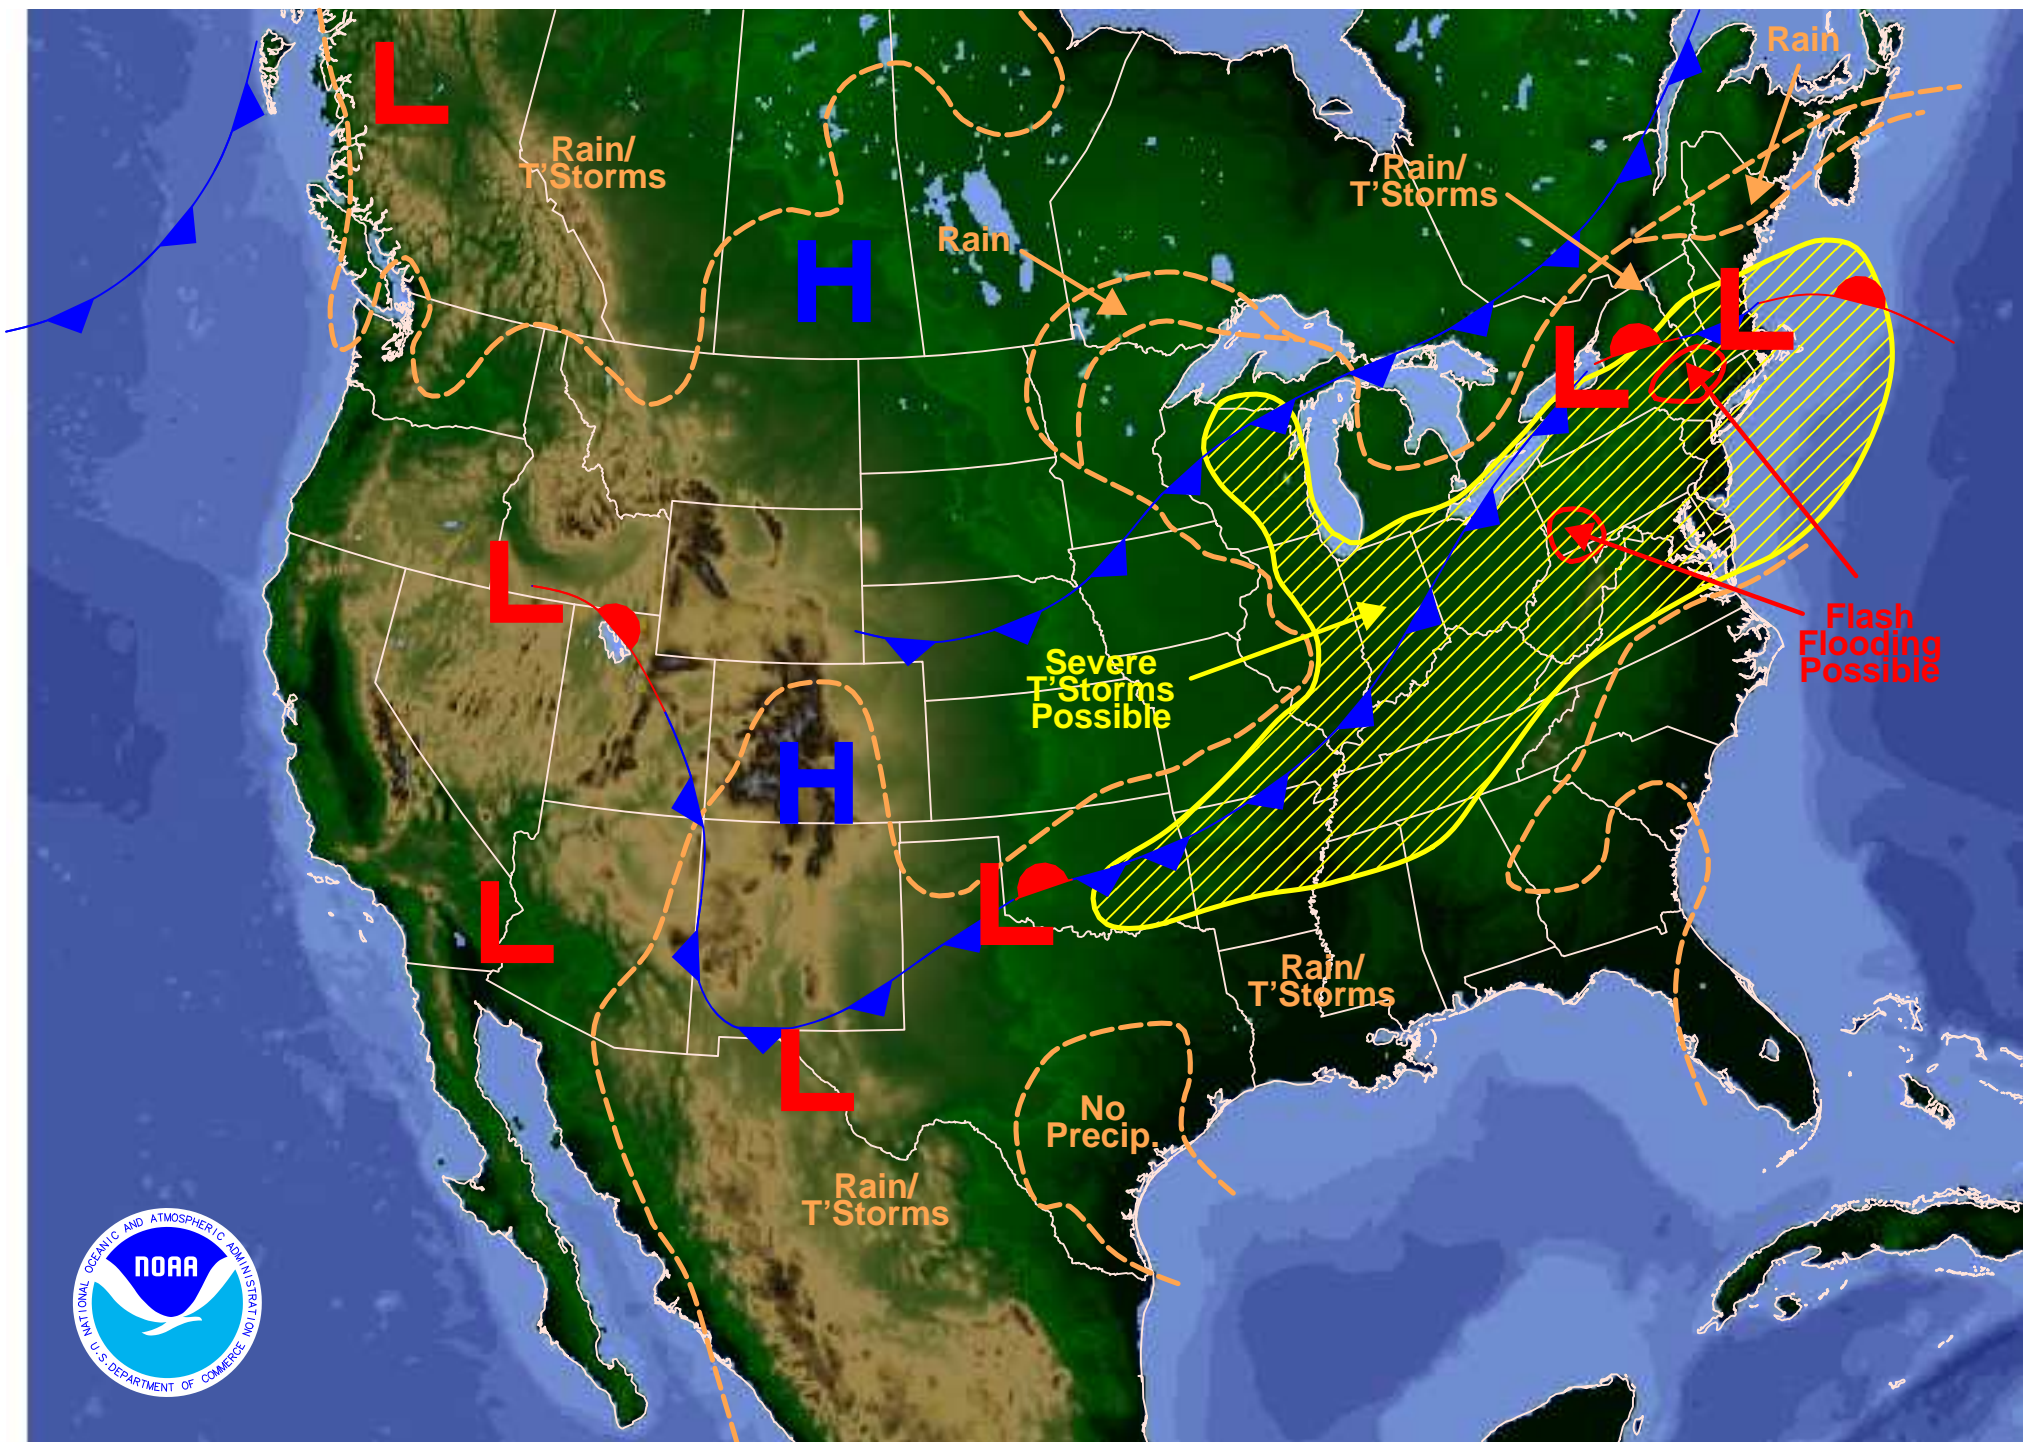 Rain
Rain/
T'Storms
Rain/
T'Storms
Rain
H
L
L
L
L
Severe
T'Storms
Possible
Flash
Flooding
Possible
H
L
L
Rain/
T'Storms
L
No
Precip.
Rain/
T'Storms
NATIONAL OCEANIC AND ATMOSPHERIC ADMINISTRATION
NOAA
U.S. DEPARTMENT OF COMMERCE